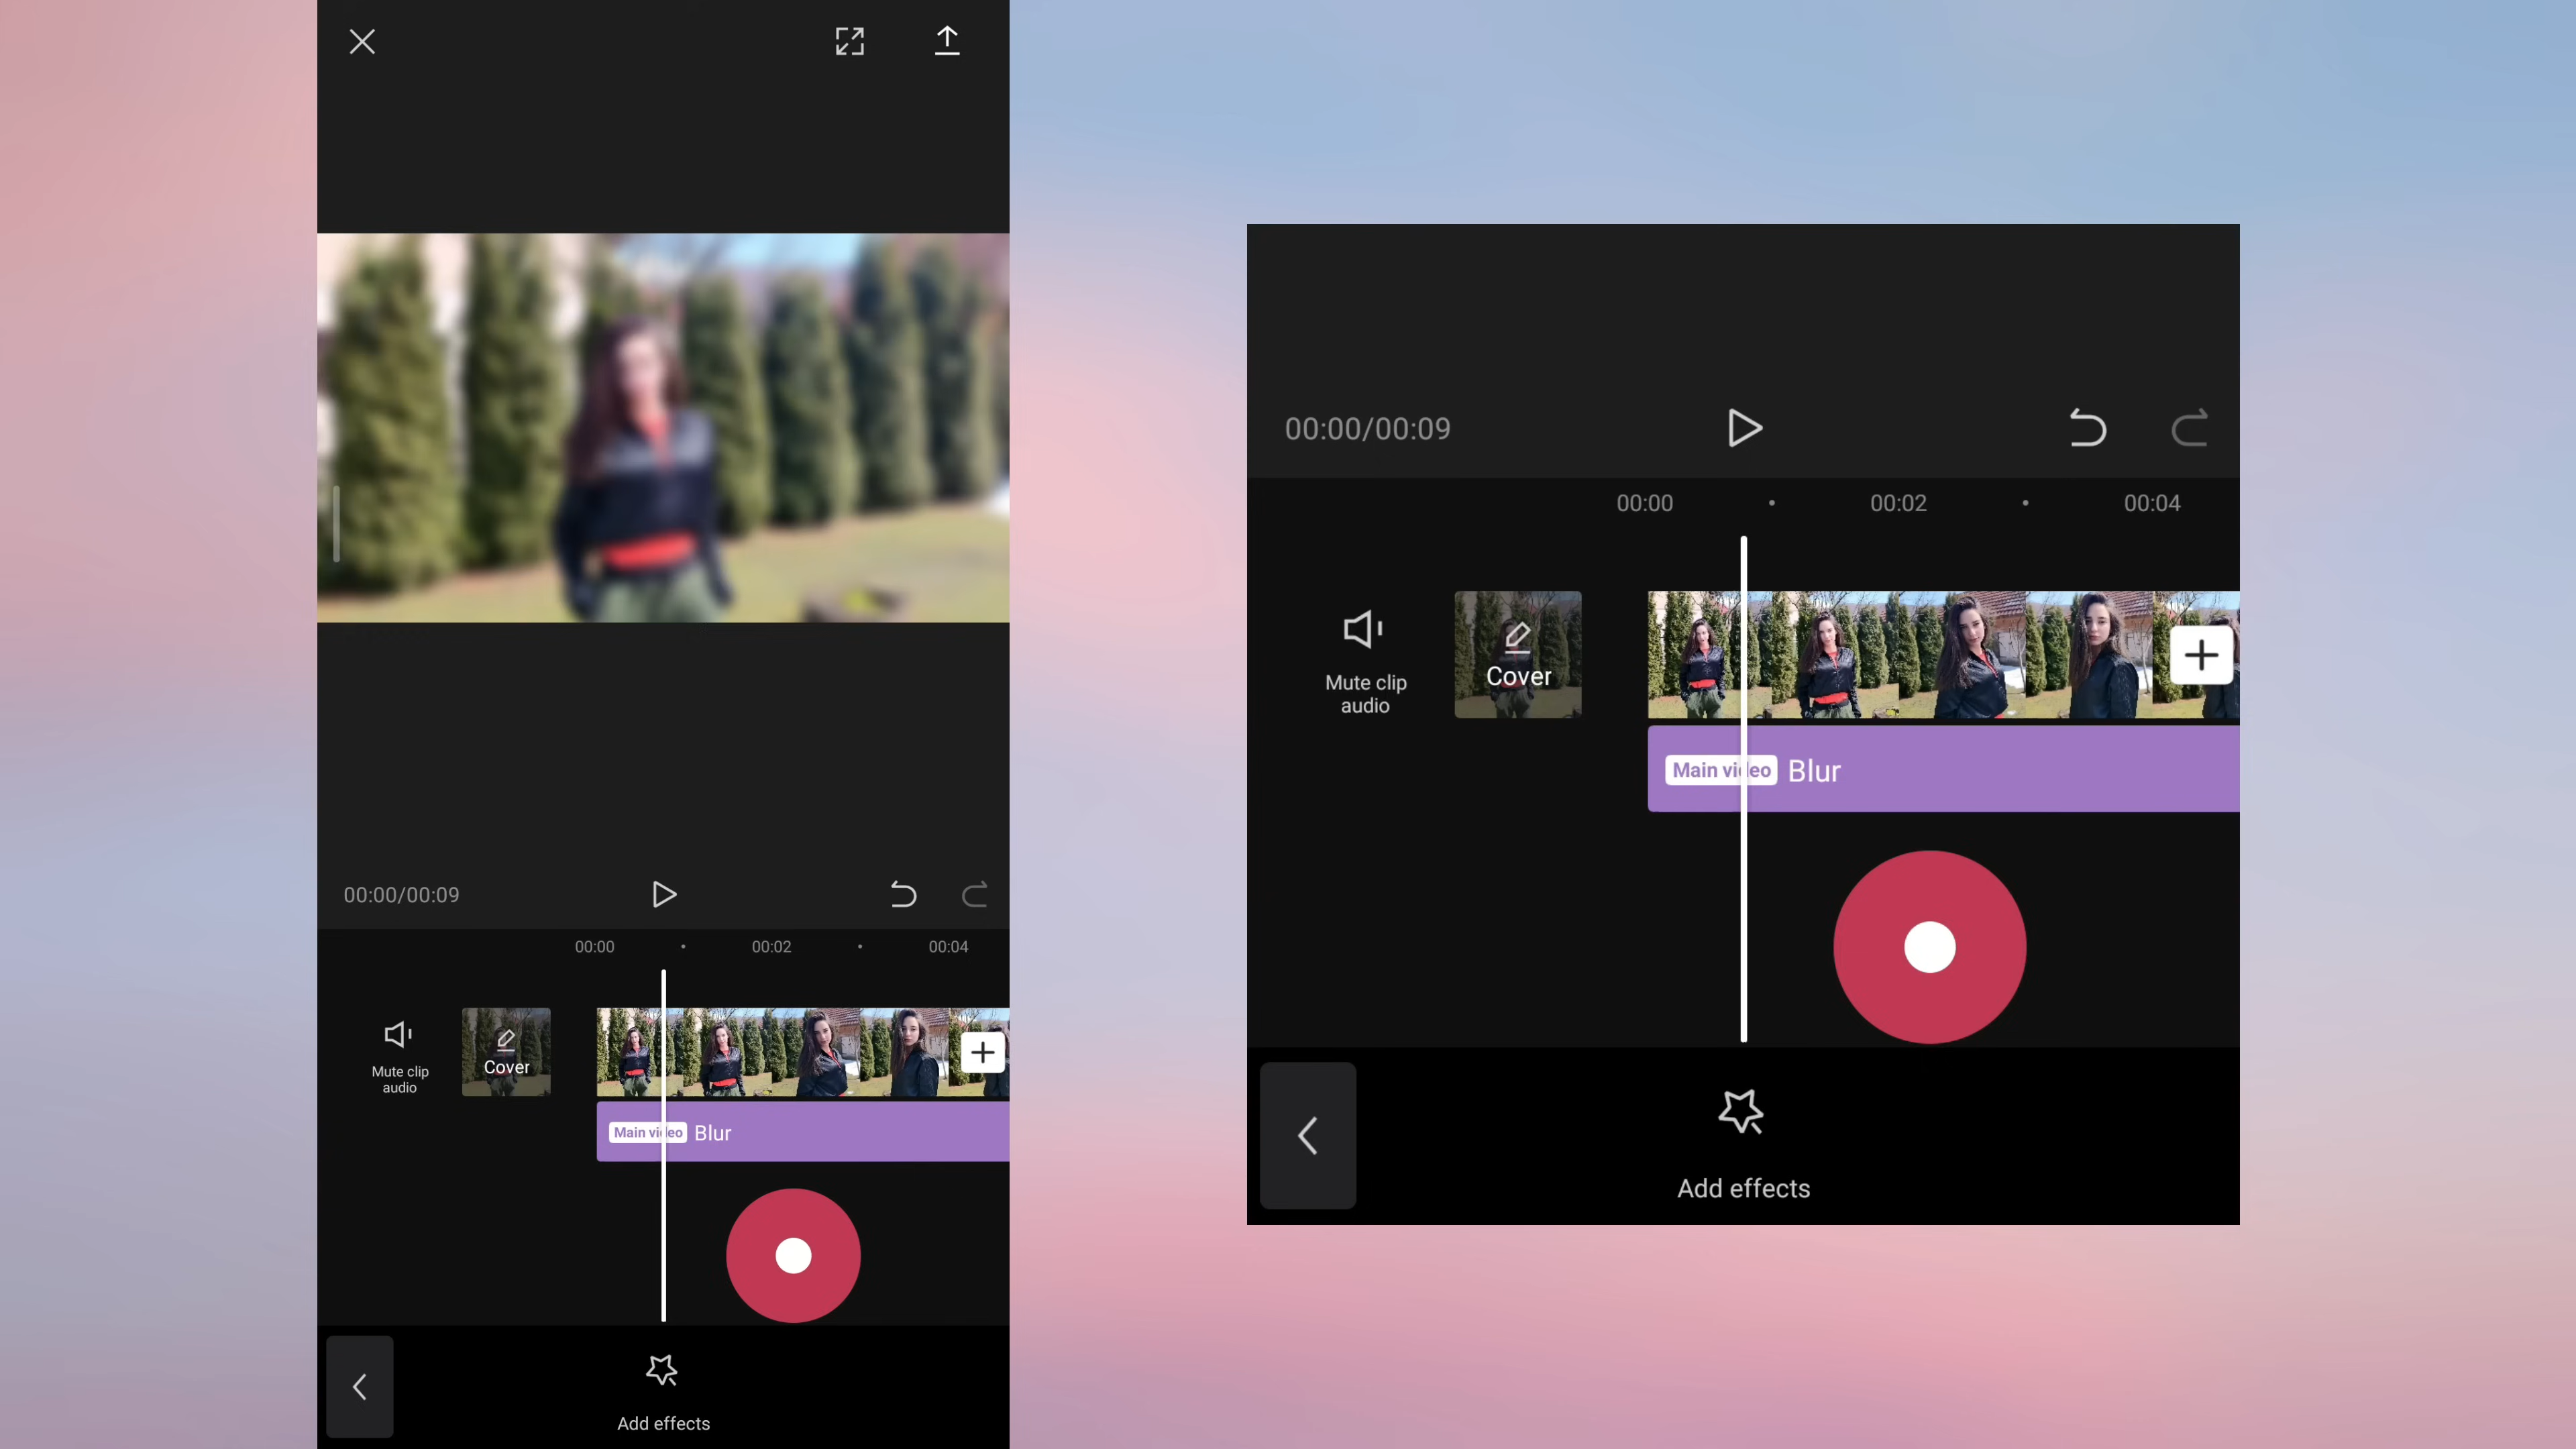 00:00/00:09
00:00 00:02 00:04
Mute clip
audio
Cover
Main video Blur
Add effects
00:00/00:09
00:00 00:02 00:04
Mute clip
audio
Cover
Main video Blur
Add effects